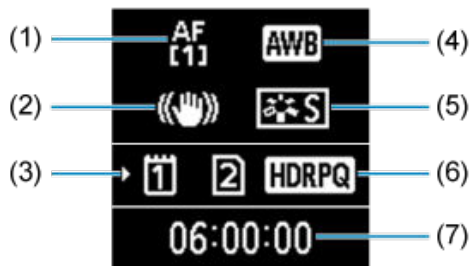 (1) AF [1] AWB (4)
(2) S (5)
(3) 1 2 HDRPQ (6)
06:00:00 (7)